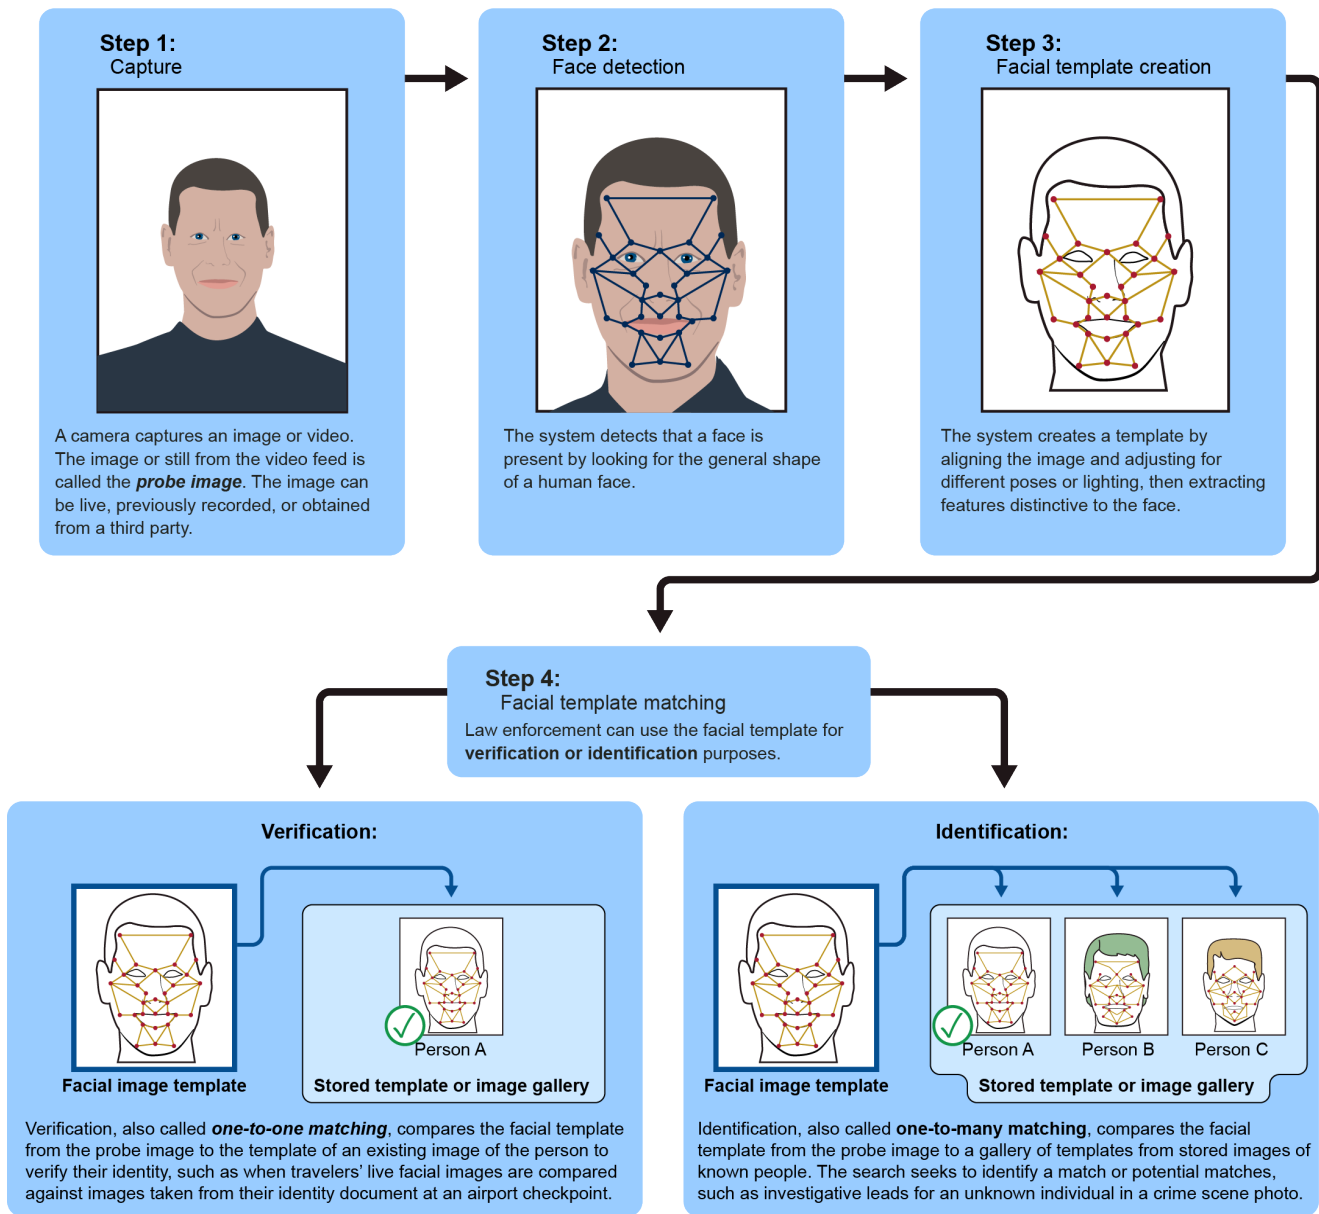 Step 1:
Capture
A camera captures an image or video.
The image or still from the video feed is
called the probe image. The image can
be live, previously recorded, or obtained
from a third party.
Step 2:
Face detection
The system detects that a face is
present by looking for the general shape
of a human face.
Step 3:
Facial template creation
The system creates a template by
aligning the image and adjusting for
different poses or lighting, then extracting
features distinctive to the face.
Step 4:
Facial template matching
Law enforcement can use the facial template for
verification or identification purposes.
Verification:
Person A
Facial image template
Stored template or image gallery
Verification, also called one-to-one matching, compares the facial template
from the probe image to the template of an existing image of the person to
verify their identity, such as when travelers’ live facial images are compared
against images taken from their identity document at an airport checkpoint.
Identification:
Person A
Person B
Person C
Facial image template
Stored template or image gallery
Identification, also called one-to-many matching, compares the facial
template from the probe image to a gallery of templates from stored images of
known people. The search seeks to identify a match or potential matches,
such as investigative leads for an unknown individual in a crime scene photo.